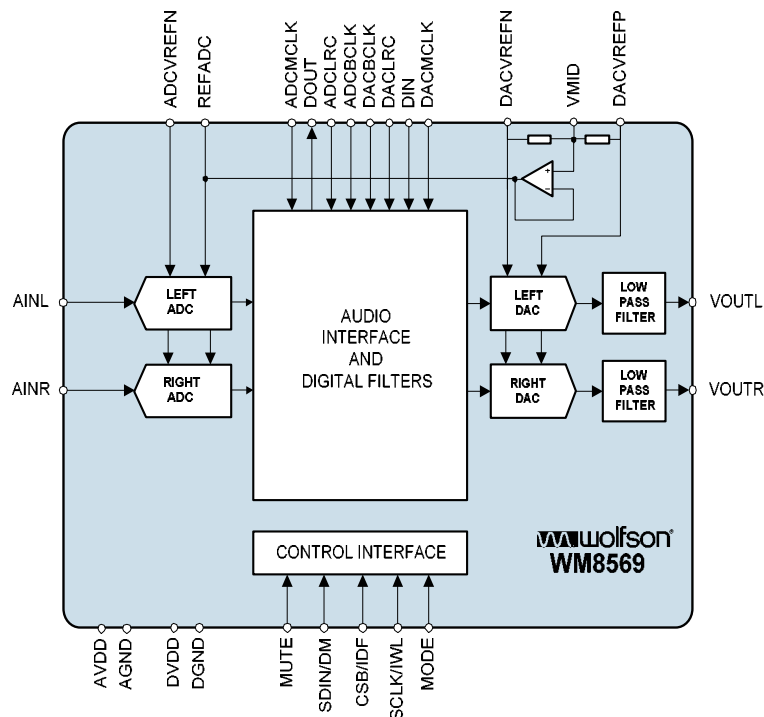 ADCVREFN
REFADC
ADCMCLK
DOUT
ADCLRC
ADCBCLK
DACBCLK
DACLRC
DIN
DACMCLK
DACVREFN
VMID
DACVREFP
+
−
AINL
LEFT
ADC
AUDIO
INTERFACE
AND
DIGITAL FILTERS
LEFT
DAC
LOW
PASS
FILTER
VOUTL
AINR
RIGHT
ADC
RIGHT
DAC
LOW
PASS
FILTER
VOUTR
CONTROL INTERFACE
wolfson®
WM8569
AVDD
AGND
DVDD
DGND
MUTE
SDIN/DM
CSB/IDF
SCLK/IWL
MODE